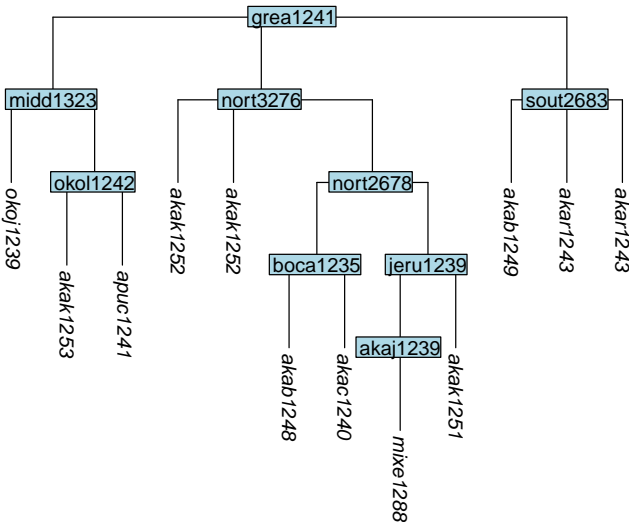 grea1241
midd1323
nort3276
sout2683
okoj1239
okol1242
akak1252
akak1252
nort2678
akab1249
akar1243
akar1243
akak1253
apuc1241
boca1235
jeru1239
akab1248
akac1240
akaj1239
akak1251
mixe1288